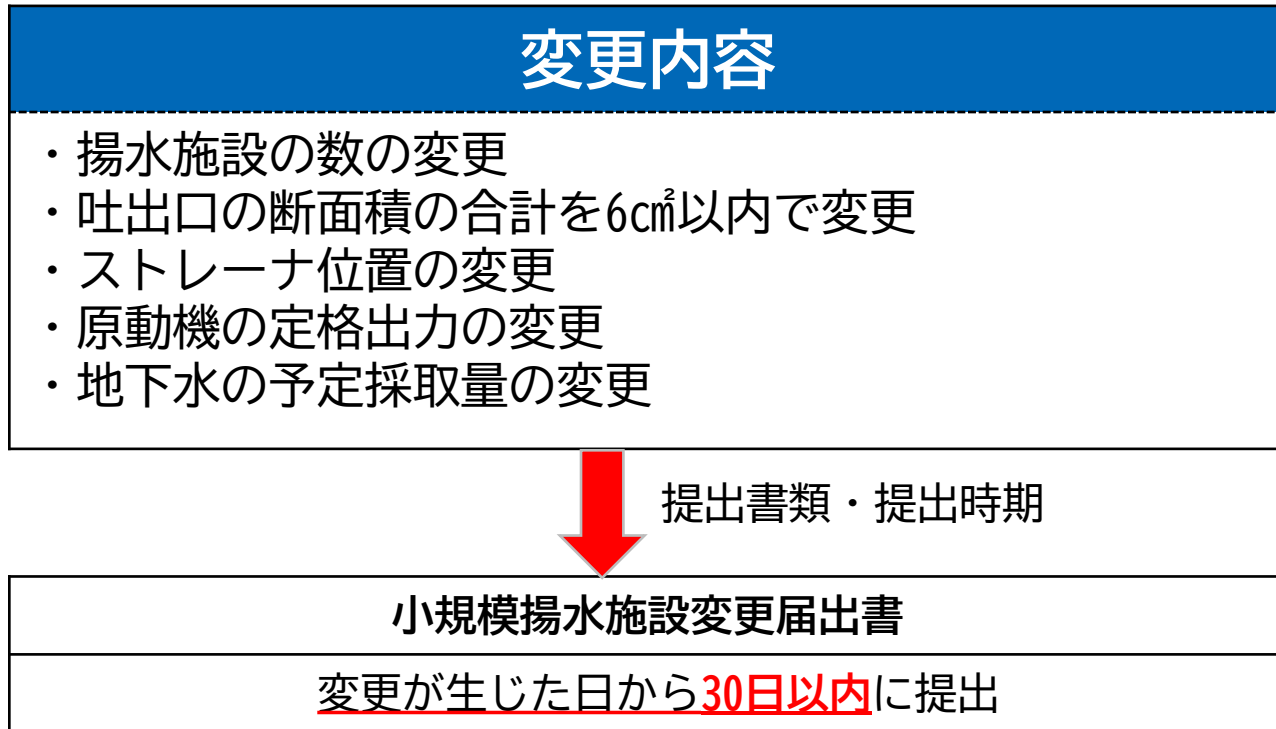 変更内容
・揚水施設の数の変更
・吐出口の断面積の合計を6㎠以内で変更
・ストレーナ位置の変更
・原動機の定格出力の変更
・地下水の予定採取量の変更
提出書類・提出時期
小規模揚水施設変更届出書
変更が生じた日から30日以内に提出